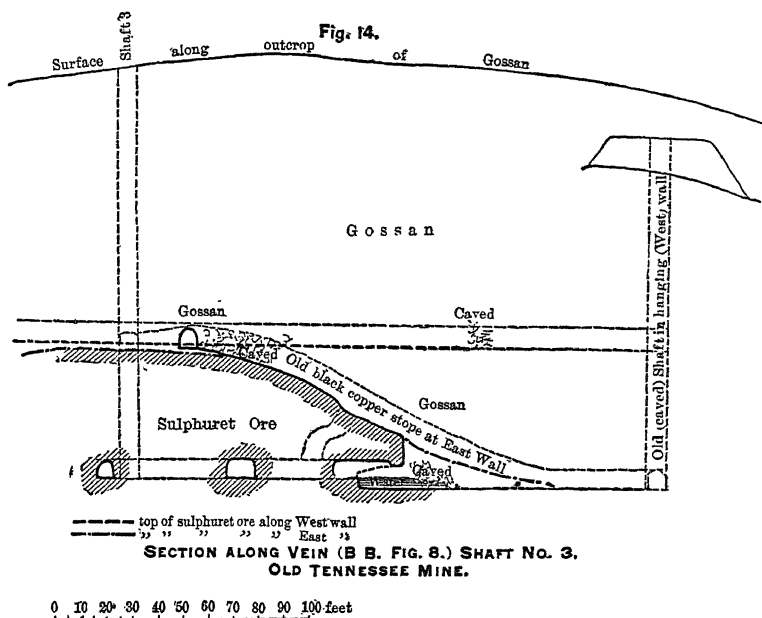 Fig. 14.
Surface along outcrop of Gossan
Shaft 3
Gossan
Old (caved) Shaft in hanging (West) wall
Gossan
Caved
Caved
Old black copper stope at East Wall
Gossan
Sulphuret Ore
Caved
Water
top of sulphuret ore along West wall
" " " " " East "
SECTION ALONG VEIN (B B. FIG. 8.) SHAFT NO. 3.
OLD TENNESSEE MINE.
0 10 20 30 40 50 60 70 80 90 100 feet